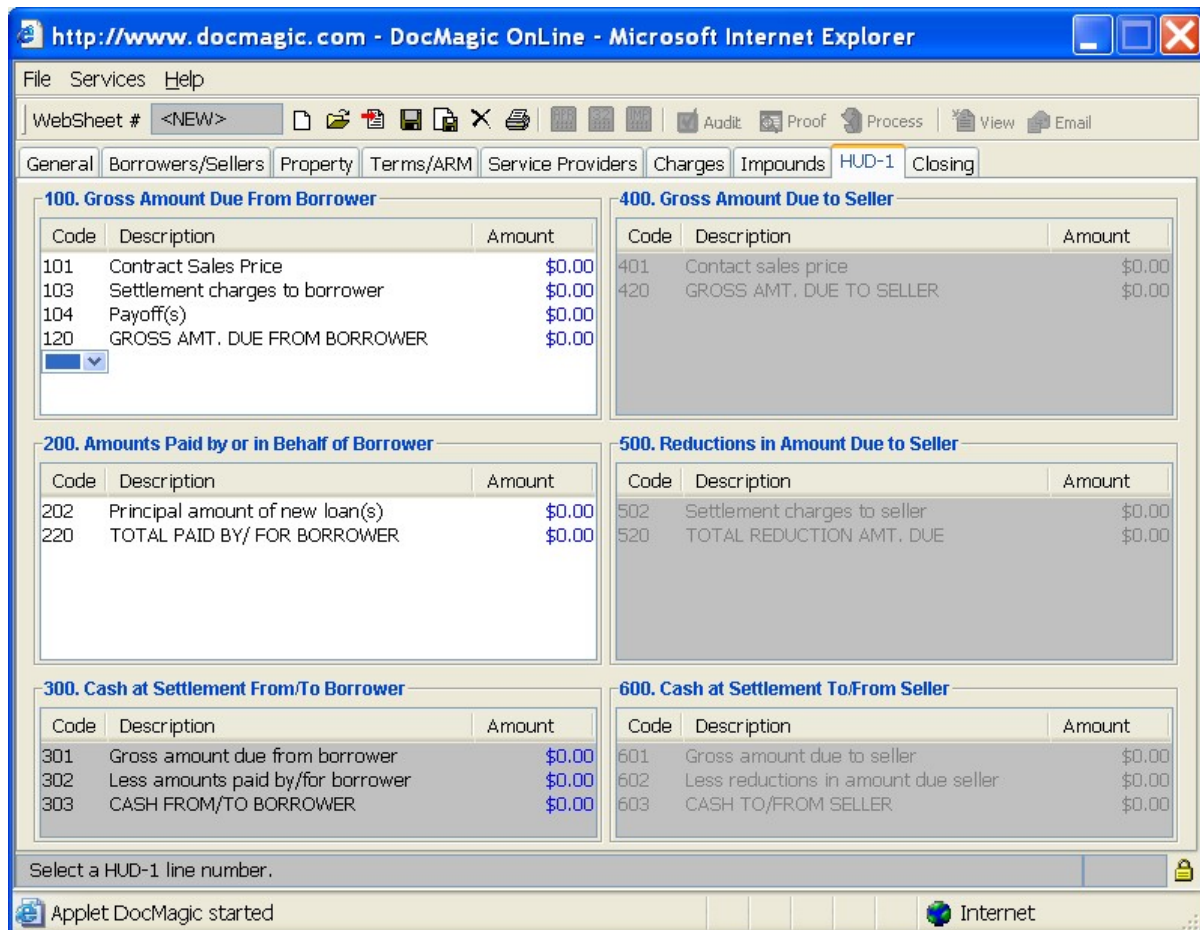 http://www.docmagic.com - DocMagic OnLine - Microsoft Internet Explorer
File Services Help
WebSheet # <NEW> Audit Proof Process View Email
General Borrowers/Sellers Property Terms/ARM Service Providers Charges Impounds HUD-1 Closing
100. Gross Amount Due From Borrower
Code Description Amount
101 Contract Sales Price $0.00
103 Settlement charges to borrower $0.00
104 Payoff(s) $0.00
120 GROSS AMT. DUE FROM BORROWER $0.00
400. Gross Amount Due to Seller
Code Description Amount
401 Contact sales price $0.00
420 GROSS AMT. DUE TO SELLER $0.00
200. Amounts Paid by or in Behalf of Borrower
Code Description Amount
202 Principal amount of new loan(s) $0.00
220 TOTAL PAID BY/ FOR BORROWER $0.00
500. Reductions in Amount Due to Seller
Code Description Amount
502 Settlement charges to seller $0.00
520 TOTAL REDUCTION AMT. DUE $0.00
300. Cash at Settlement From/To Borrower
Code Description Amount
301 Gross amount due from borrower $0.00
302 Less amounts paid by/for borrower $0.00
303 CASH FROM/TO BORROWER $0.00
600. Cash at Settlement To/From Seller
Code Description Amount
601 Gross amount due to seller $0.00
602 Less reductions in amount due seller $0.00
603 CASH TO/FROM SELLER $0.00
Select a HUD-1 line number.
Applet DocMagic started Internet